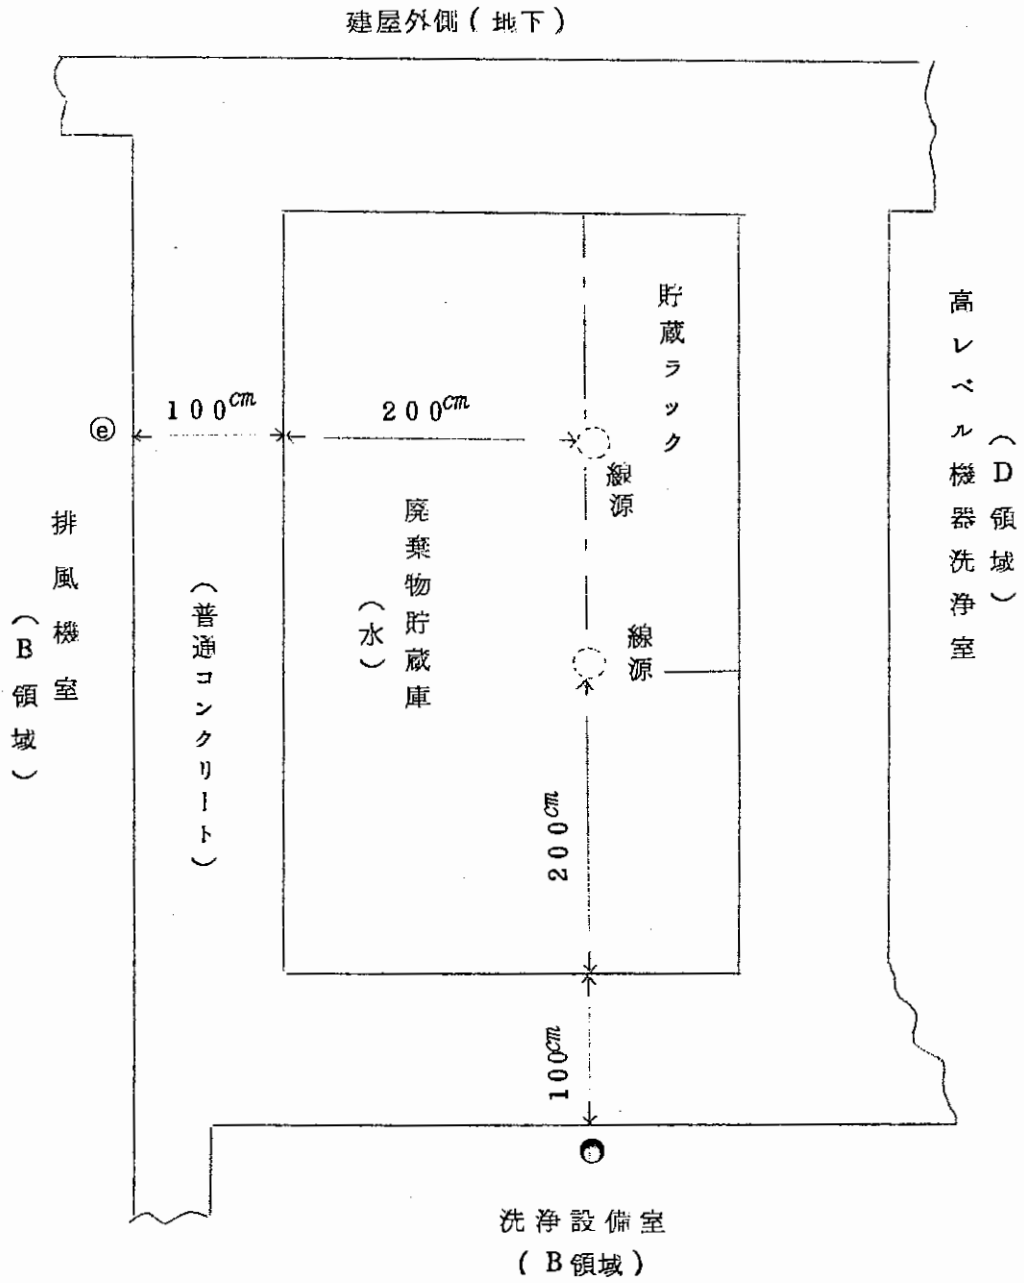 建屋外側(地下)
貯蔵ラック
高レベル機器洗浄室
(D領域)
100cm
200cm
ⓔ
線源
排風機室
(B領域)
(普通コンクリート)
廃棄物貯蔵庫
(水)
線源
200cm
100cm
洗浄設備室
(B領域)